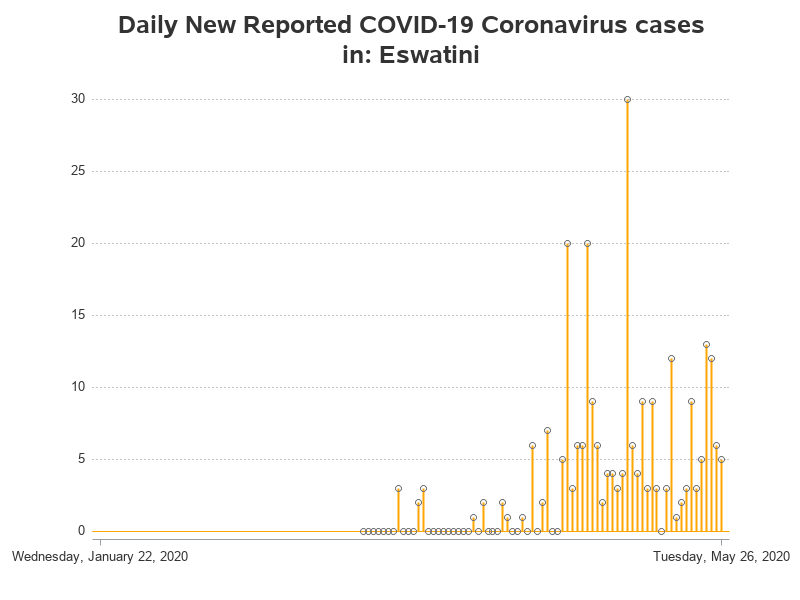 Daily New Reported COVID-19 Coronavirus cases
in: Eswatini
30
25
20
15
10
5
0
Wednesday, January 22, 2020
Tuesday, May 26, 2020